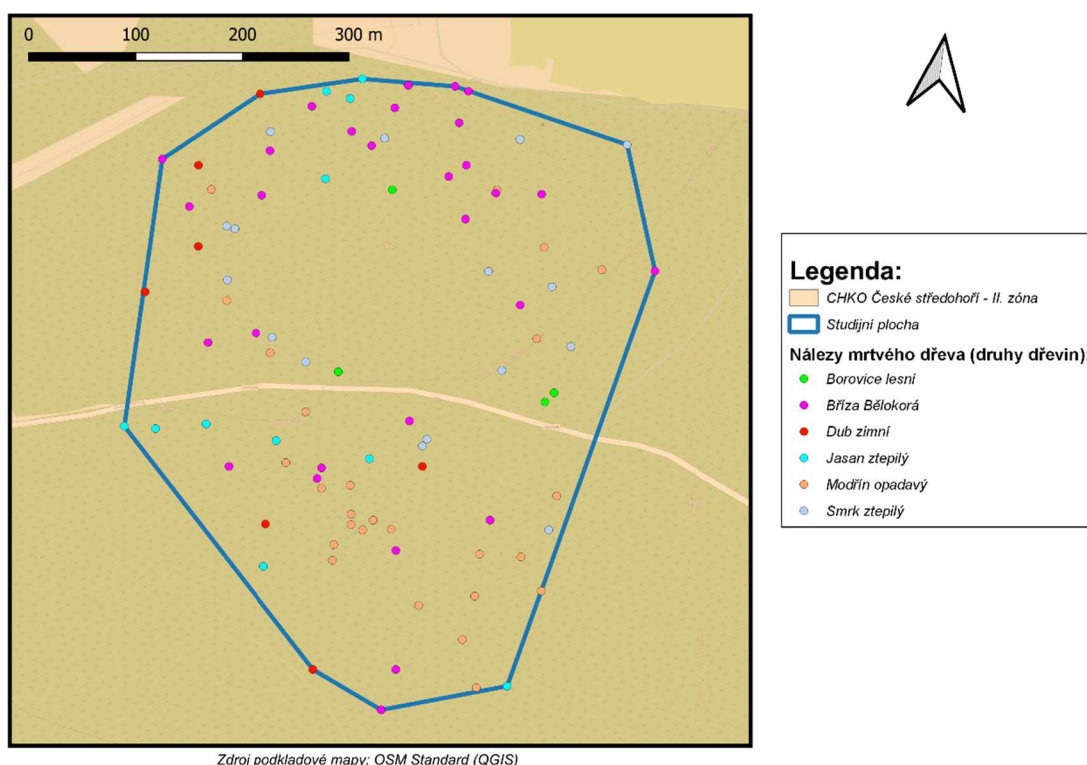 0 100 200 300 m
Legenda:
CHKO České středohoří - II. zóna
Studijní plocha
Nálezy mrtvého dřeva (druhy dřevin):
Borovice lesní
Bříza Bělokorá
Dub zimní
Jasan ztepilý
Modřín opadavý
Smrk ztepilý
Zdroj podkladové mapy: OSM Standard (QGIS)